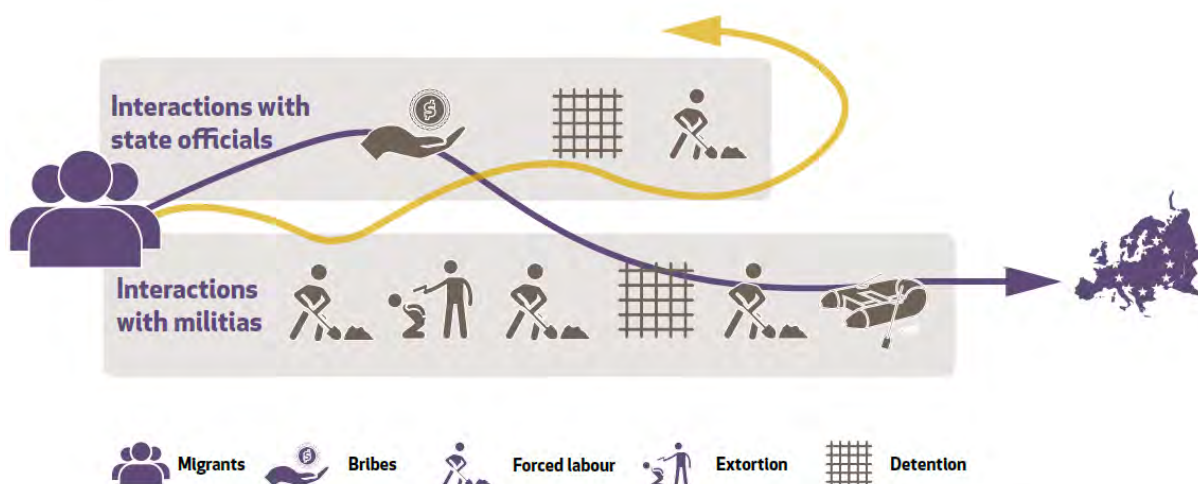 Interactions with
state officials
$
Interactions
with militias
Migrants
$
Bribes
Forced labour
Extortion
Detention